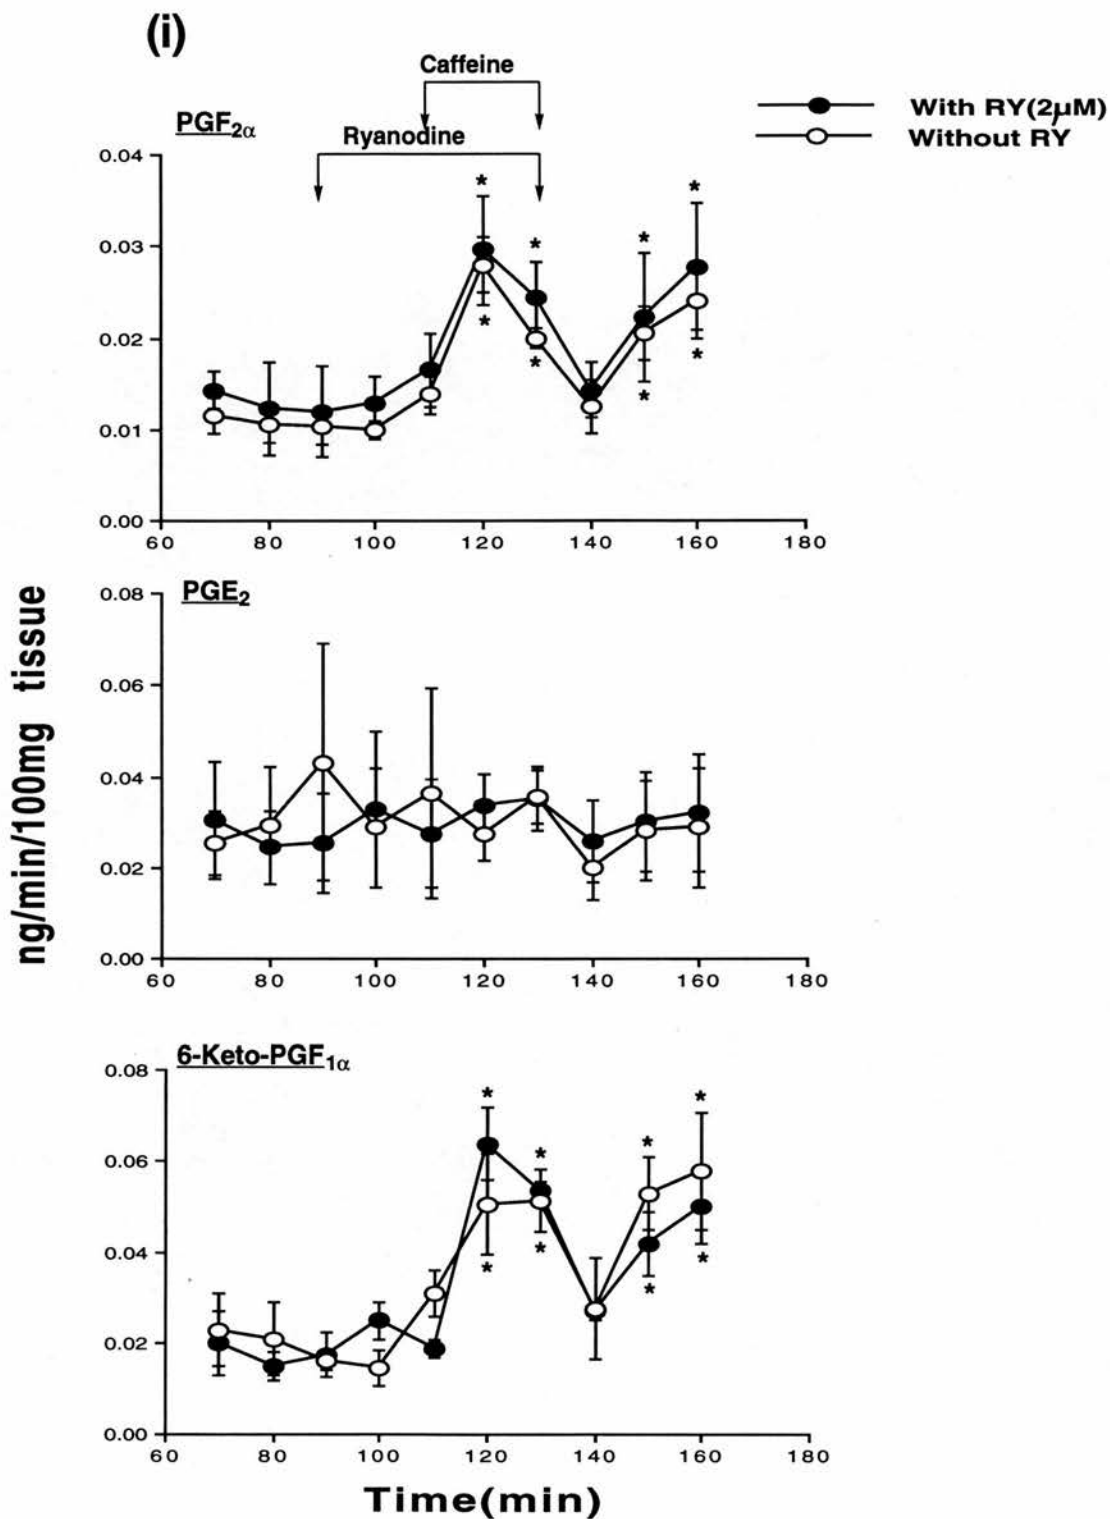 (i)
Caffeine
PGF2α
Ryanodine
With RY(2µM)
Without RY
0.04
0.03
0.02
0.01
0.00
60 80 100 120 140 160 180
* * * *
* * * *
PGE2
0.08
0.06
0.04
0.02
0.00
60 80 100 120 140 160 180
6-Keto-PGF1α
0.08
0.06
0.04
0.02
0.00
60 80 100 120 140 160 180
* * * *
* * * *
ng/min/100mg tissue
Time(min)